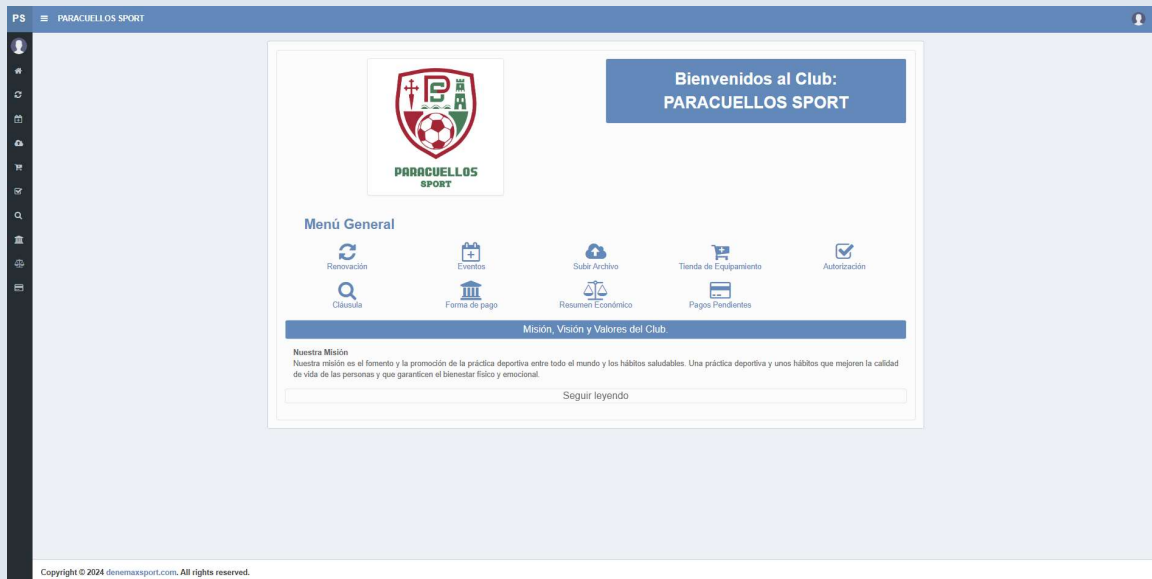 PS
PARACUELLOS SPORT
PS
PARACUELLOS
SPORT
Bienvenidos al Club:
PARACUELLOS SPORT
Menú General
Renovación
Eventos
Subir Archivo
Tienda de Equipamiento
Autorización
Cláusula
Forma de pago
Resumen Económico
Pagos Pendientes
Misión, Visión y Valores del Club.
Nuestra Misión
Nuestra misión es el fomento y la promoción de la práctica deportiva entre todo el mundo y los hábitos saludables. Una práctica deportiva y unos hábitos que mejoren la calidad
de vida de las personas y que garanticen el bienestar físico y emocional.
Seguir leyendo
Copyright © 2024 denemaxsport.com. All rights reserved.